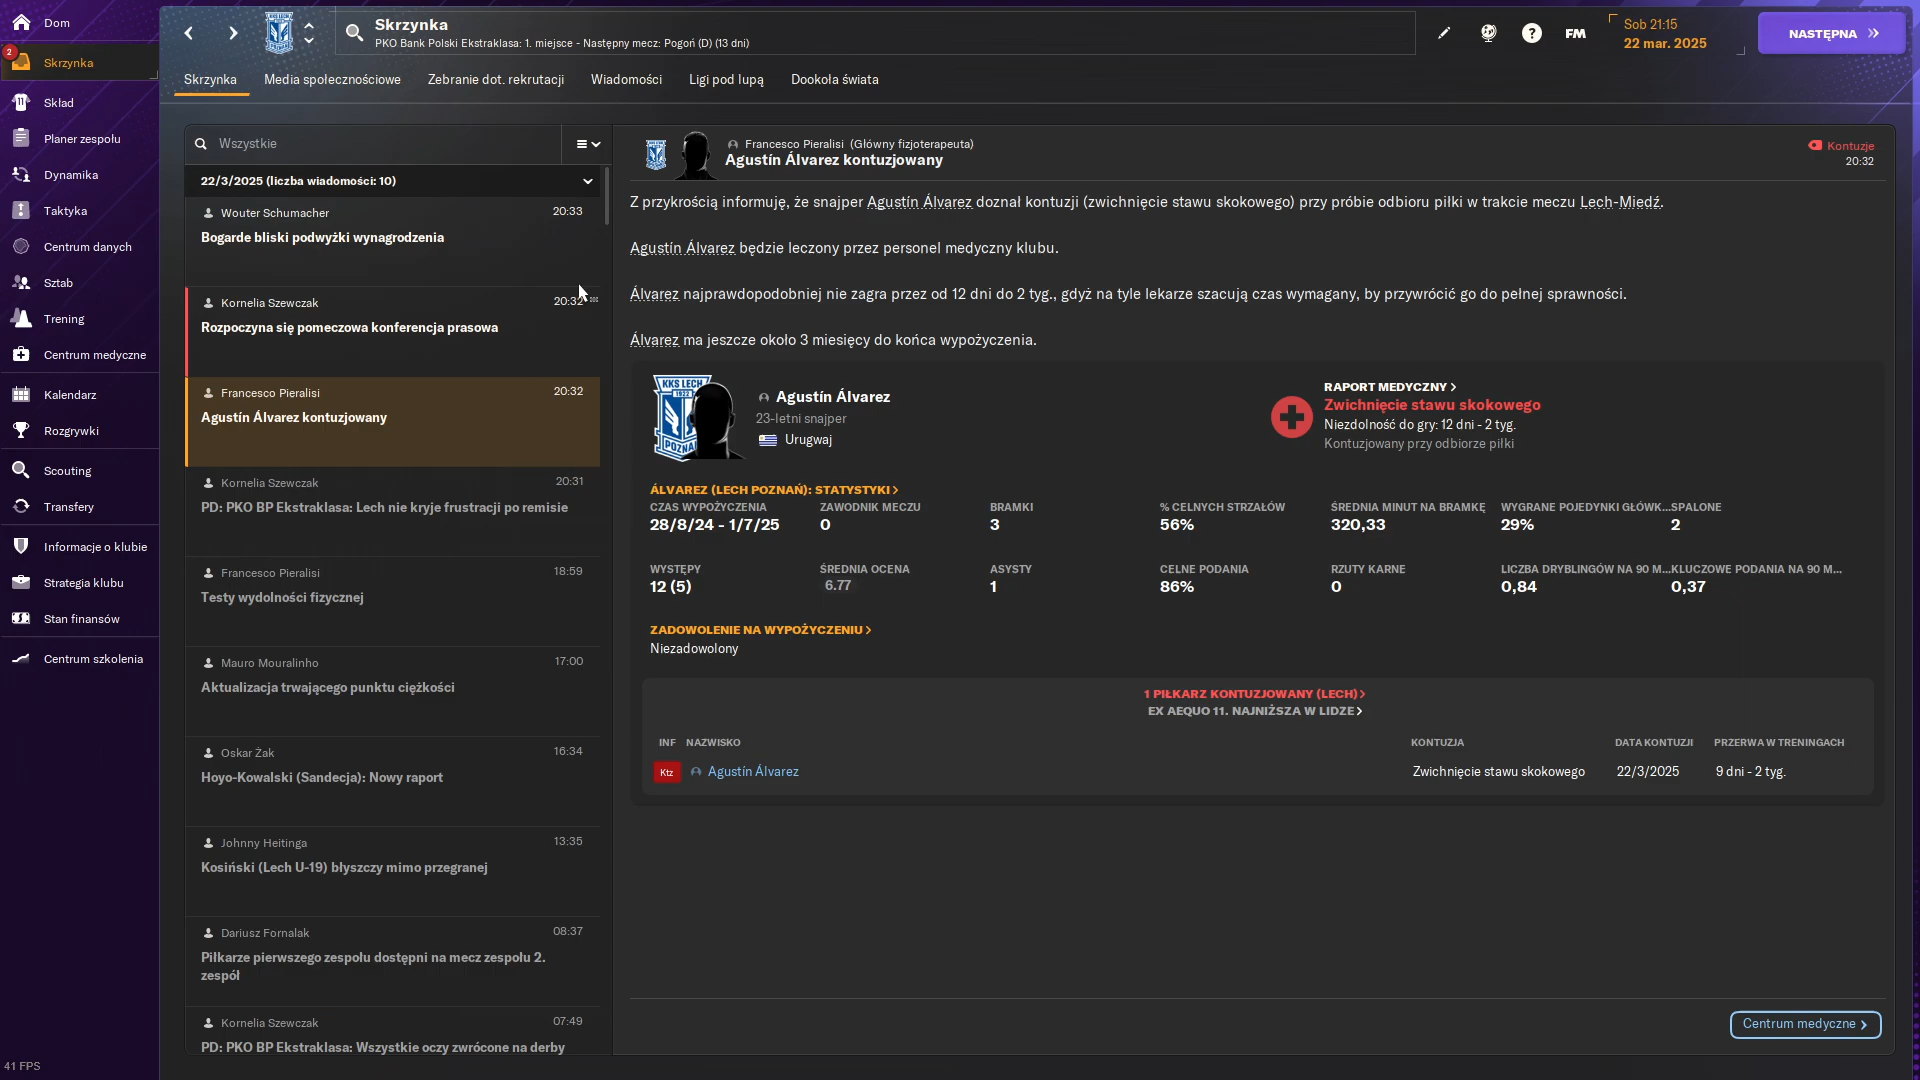 Dom
2
Skrzynka
Skład
Planer zespołu
Dynamika
Taktyka
Centrum danych
Sztab
Trening
Centrum medyczne
Kalendarz
Rozgrywki
Scouting
Transfery
Informacje o klubie
Strategia klubu
Stan finansów
Centrum szkolenia
41 FPS
Skrzynka
PKO Bank Polski Ekstraklasa: 1. miejsce - Następny mecz: Pogoń (D) (13 dni)
FM
Sob 21:15
22 mar. 2025
NASTĘPNA
Skrzynka
Media społecznościowe
Zebranie dot. rekrutacji
Wiadomości
Ligi pod lupą
Dookoła świata
Wszystkie
22/3/2025 (liczba wiadomości: 10)
Wouter Schumacher 20:33
Bogarde bliski podwyżki wynagrodzenia
Kornelia Szewczak 20:32
Rozpoczyna się pomeczowa konferencja prasowa
Francesco Pieralisi 20:32
Agustín Álvarez kontuzjowany
Kornelia Szewczak 20:31
PD: PKO BP Ekstraklasa: Lech nie kryje frustracji po remisie
Francesco Pieralisi 18:59
Testy wydolności fizycznej
Mauro Mouralinho 17:00
Aktualizacja trwającego punktu ciężkości
Oskar Żak 16:34
Hoyo-Kowalski (Sandecja): Nowy raport
Johnny Heitinga 13:35
Kosiński (Lech U-19) błyszczy mimo przegranej
Dariusz Fornalak 08:37
Piłkarze pierwszego zespołu dostępni na mecz zespołu 2.
zespół
Kornelia Szewczak 07:49
PD: PKO BP Ekstraklasa: Wszystkie oczy zwrócone na derby
Francesco Pieralisi (Główny fizjoterapeuta)
Agustín Álvarez kontuzjowany
Kontuzje
20:32
Z przykrością informuję, że snajper Agustín Álvarez doznał kontuzji (zwichnięcie stawu skokowego) przy próbie odbioru piłki w trakcie meczu Lech-Miedź.
Agustín Álvarez będzie leczony przez personel medyczny klubu.
Álvarez najprawdopodobniej nie zagra przez od 12 dni do 2 tyg., gdyż na tyle lekarze szacują czas wymagany, by przywrócić go do pełnej sprawności.
Álvarez ma jeszcze około 3 miesięcy do końca wypożyczenia.
KKS LECH
1922
POZNAŃ
Agustín Álvarez
23-letni snajper
Urugwaj
RAPORT MEDYCZNY
Zwichnięcie stawu skokowego
Niezdolność do gry: 12 dni - 2 tyg.
Kontuzjowany przy odbiorze piłki
ÁLVAREZ (LECH POZNAŃ): STATYSTYKI
CZAS WYPOŻYCZENIA ZAWODNIK MECZU BRAMKI % CELNYCH STRZAŁÓW ŚREDNIA MINUT NA BRAMKĘ WYGRANE POJEDYNKI GŁÓWK... SPALONE
28/8/24 - 1/7/25 0 3 56% 320,33 29% 2
WYSTĘPY ŚREDNIA OCENA ASYSTY CELNE PODANIA RZUTY KARNE LICZBA DRYBLINGÓW NA 90 M... KLUCZOWE PODANIA NA 90 M...
12 (5) 6.77 1 86% 0 0,84 0,37
ZADOWOLENIE NA WYPOŻYCZENIU
Niezadowolony
1 PIŁKARZ KONTUZJOWANY (LECH)
EX AEQUO 11. NAJNIŻSZA W LIDZE
INF NAZWISKO KONTUZJA DATA KONTUZJI PRZERWA W TRENINGACH
Ktz Agustín Álvarez Zwichnięcie stawu skokowego 22/3/2025 9 dni - 2 tyg.
Centrum medyczne